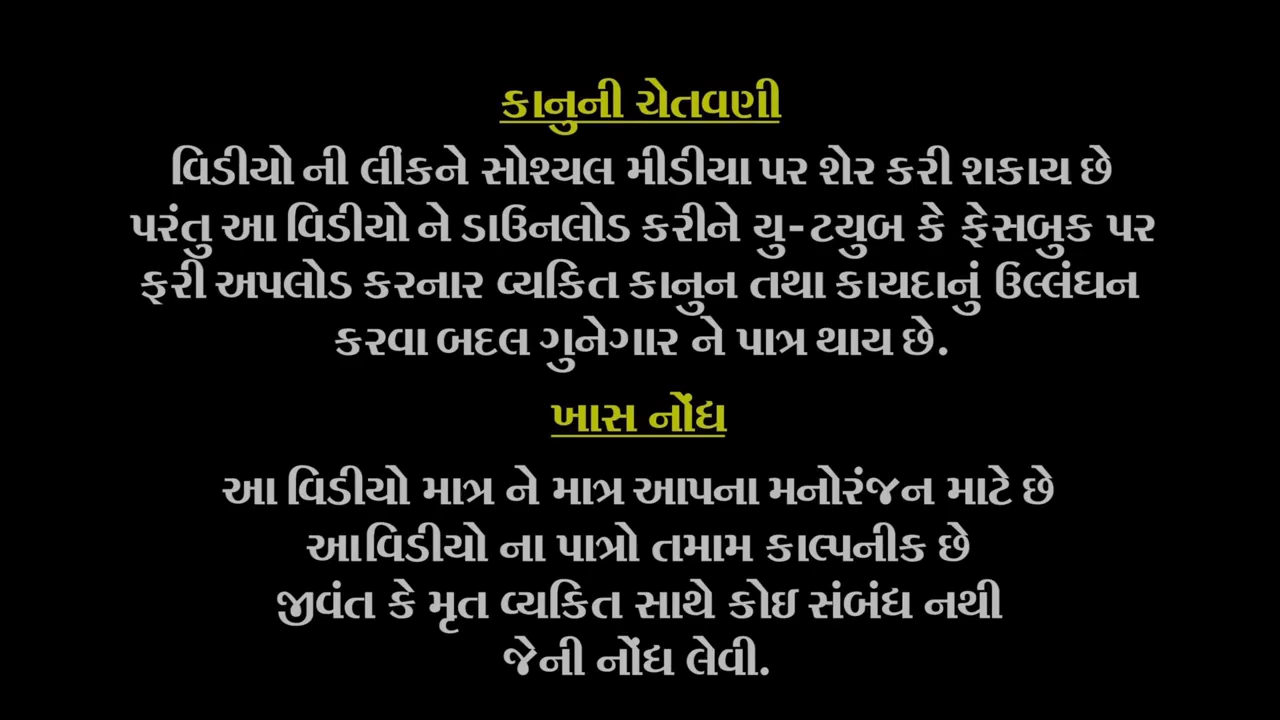 કાનુની ચેતવણી
વિડીયો ની લીંકને સોશ્યલ મીડીયા પર શેર કરી શકાય છે
પરંતુ આ વિડીયો ને ડાઉનલોડ કરીને યુ-ટયુબ કે ફેસબુક પર
ફરી અપલોડ કરનાર વ્યકિત કાનુન તથા કાયદાનું ઉલ્લંઘન
કરવા બદલ ગુનેગાર ને પાત્ર થાય છે.
ખાસ નોંધ
આ વિડીયો માત્ર ને માત્ર આપના મનોરંજન માટે છે
આ વિડીયો ના પાત્રો તમામ કાલ્પનીક છે
જીવંત કે મૃત વ્યકિત સાથે કોઇ સંબંધ નથી
જેની નોંધ લેવી.